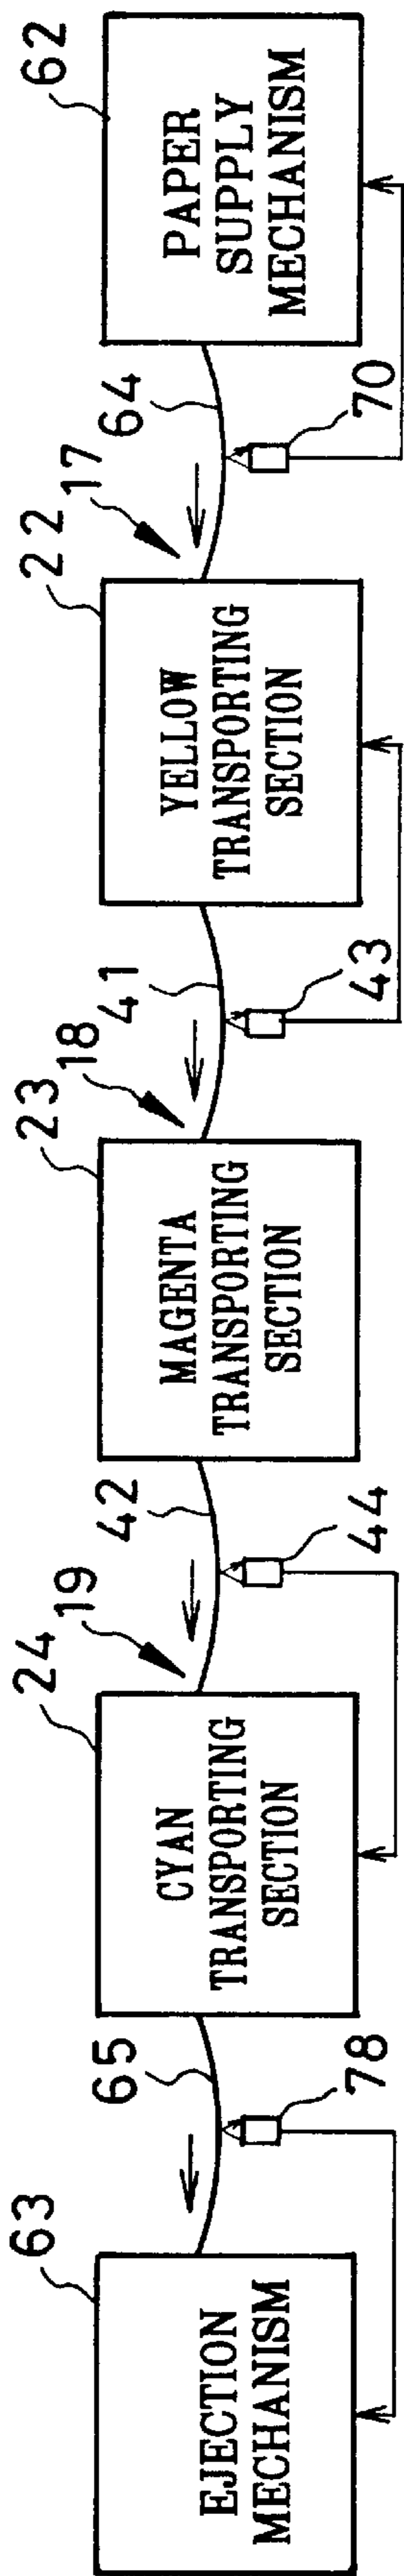 63
EJECTION
MECHANISM
65
78
24
19
CYAN
TRANSPORTING
SECTION
42
44
23
18
MAGENTA
TRANSPORTING
SECTION
41
43
22
17
YELLOW
TRANSPORTING
SECTION
64
70
62
PAPER
SUPPLY
MECHANISM